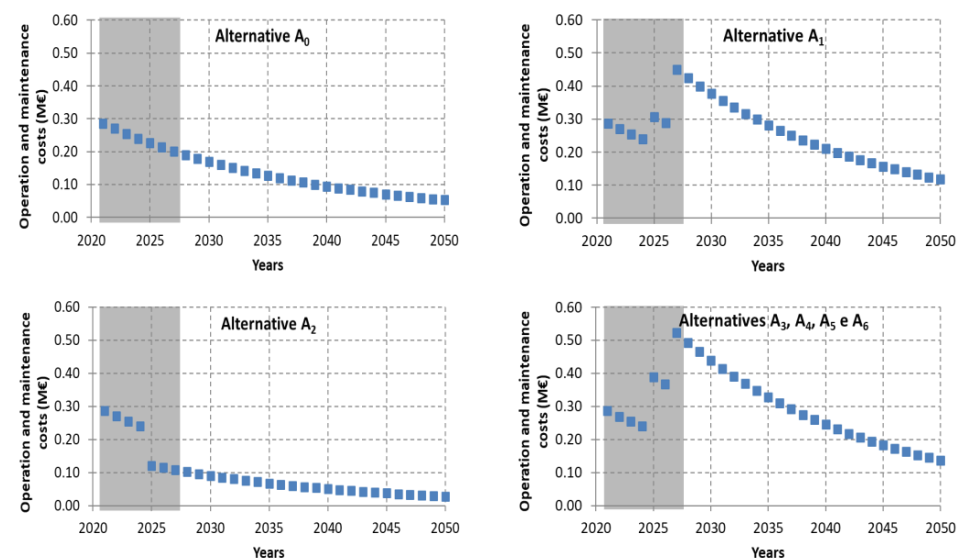 Alternative A0
Operation and maintenance
costs (M€)
0.60
0.50
0.40
0.30
0.20
0.10
0.00
2020 2025 2030 2035 2040 2045 2050
Years
Alternative A1
Operation and maintenance
costs (M€)
0.60
0.50
0.40
0.30
0.20
0.10
0.00
2020 2025 2030 2035 2040 2045 2050
Years
Alternative A2
Operation and maintenance
costs (M€)
0.60
0.50
0.40
0.30
0.20
0.10
0.00
2020 2025 2030 2035 2040 2045 2050
Years
Alternatives A3, A4, A5 e A6
Operation and maintenance
costs (M€)
0.60
0.50
0.40
0.30
0.20
0.10
0.00
2020 2025 2030 2035 2040 2045 2050
Years